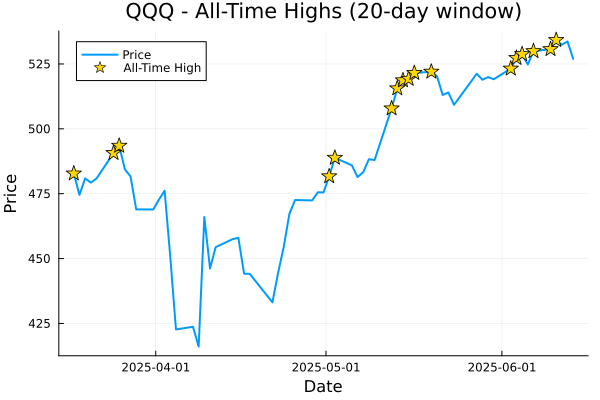 QQQ - All-Time Highs (20-day window)
Price
All-Time High
525
500
475
450
425
Price
2025-04-01
2025-05-01
2025-06-01
Date